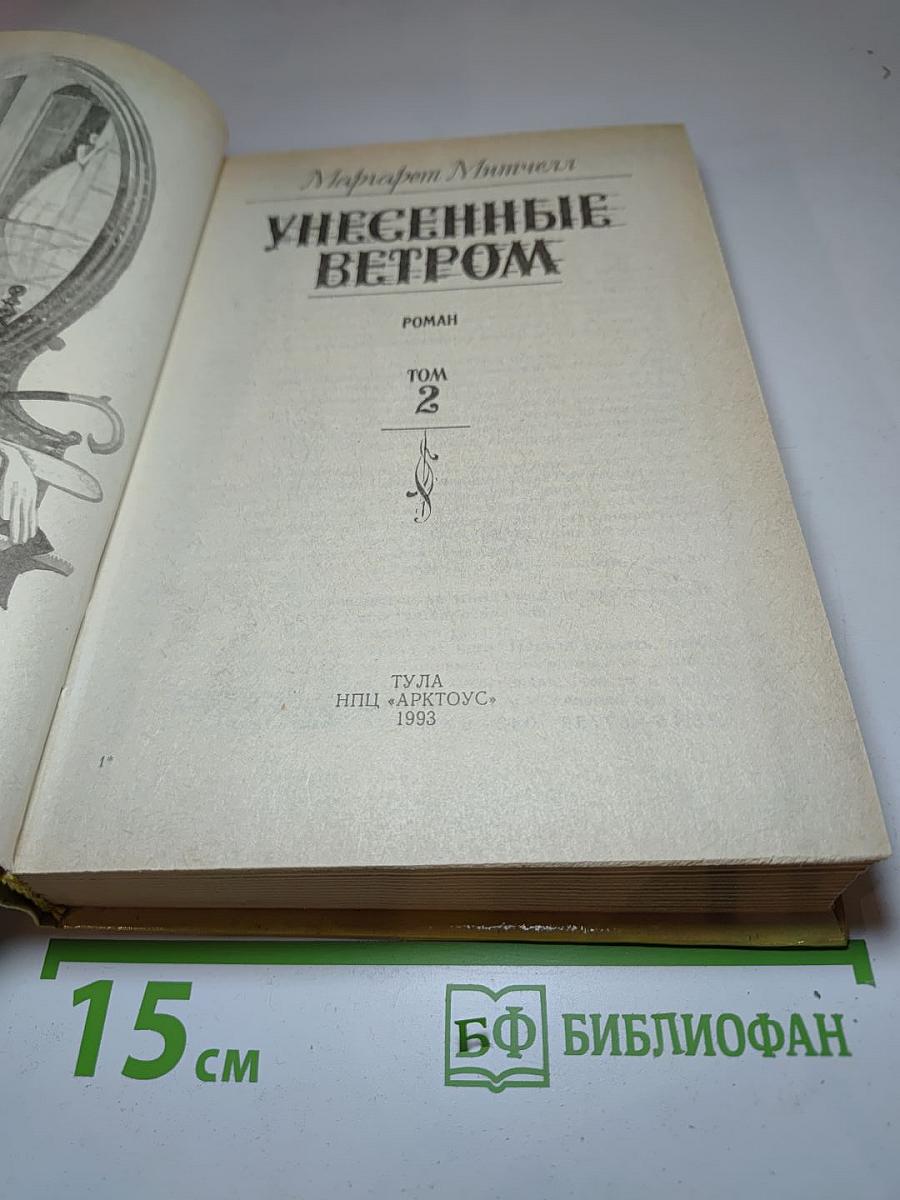 Маргарет Митчелл
УНЕСЕННЫЕ
ВЕТРОМ
РОМАН
ТОМ
2
ТУЛА
НПЦ «АРКТОУС»
1993
1*
15 см
БФ БИБЛИОФАН